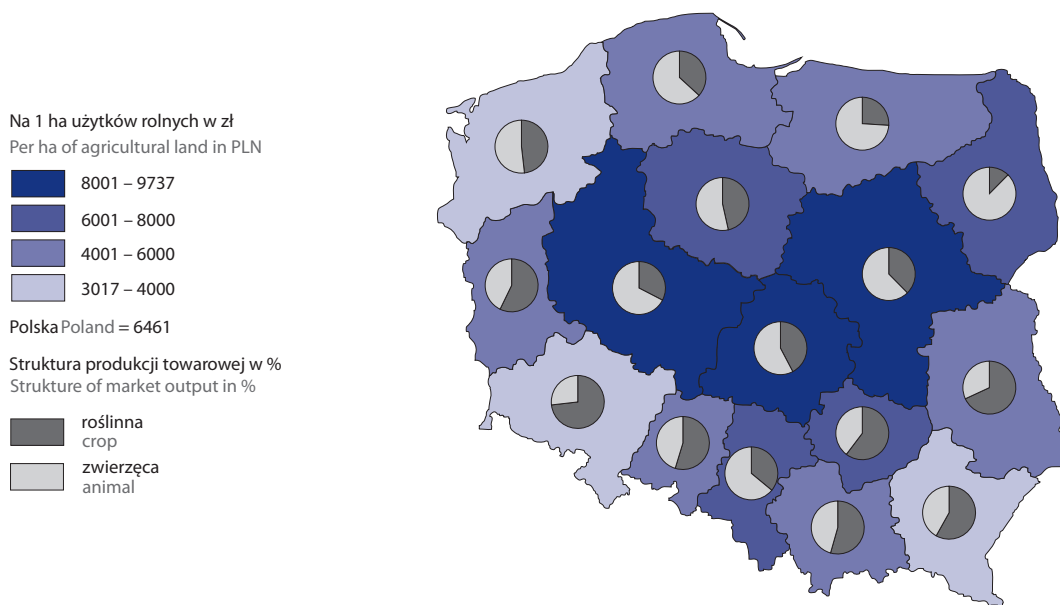 Na 1 ha użytków rolnych w zł
Per ha of agricultural land in PLN
8001 – 9737
6001 – 8000
4001 – 6000
3017 – 4000
Polska Poland = 6461
Struktura produkcji towarowej w %
Strukture of market output in %
roślinna
crop
zwierzęca
animal